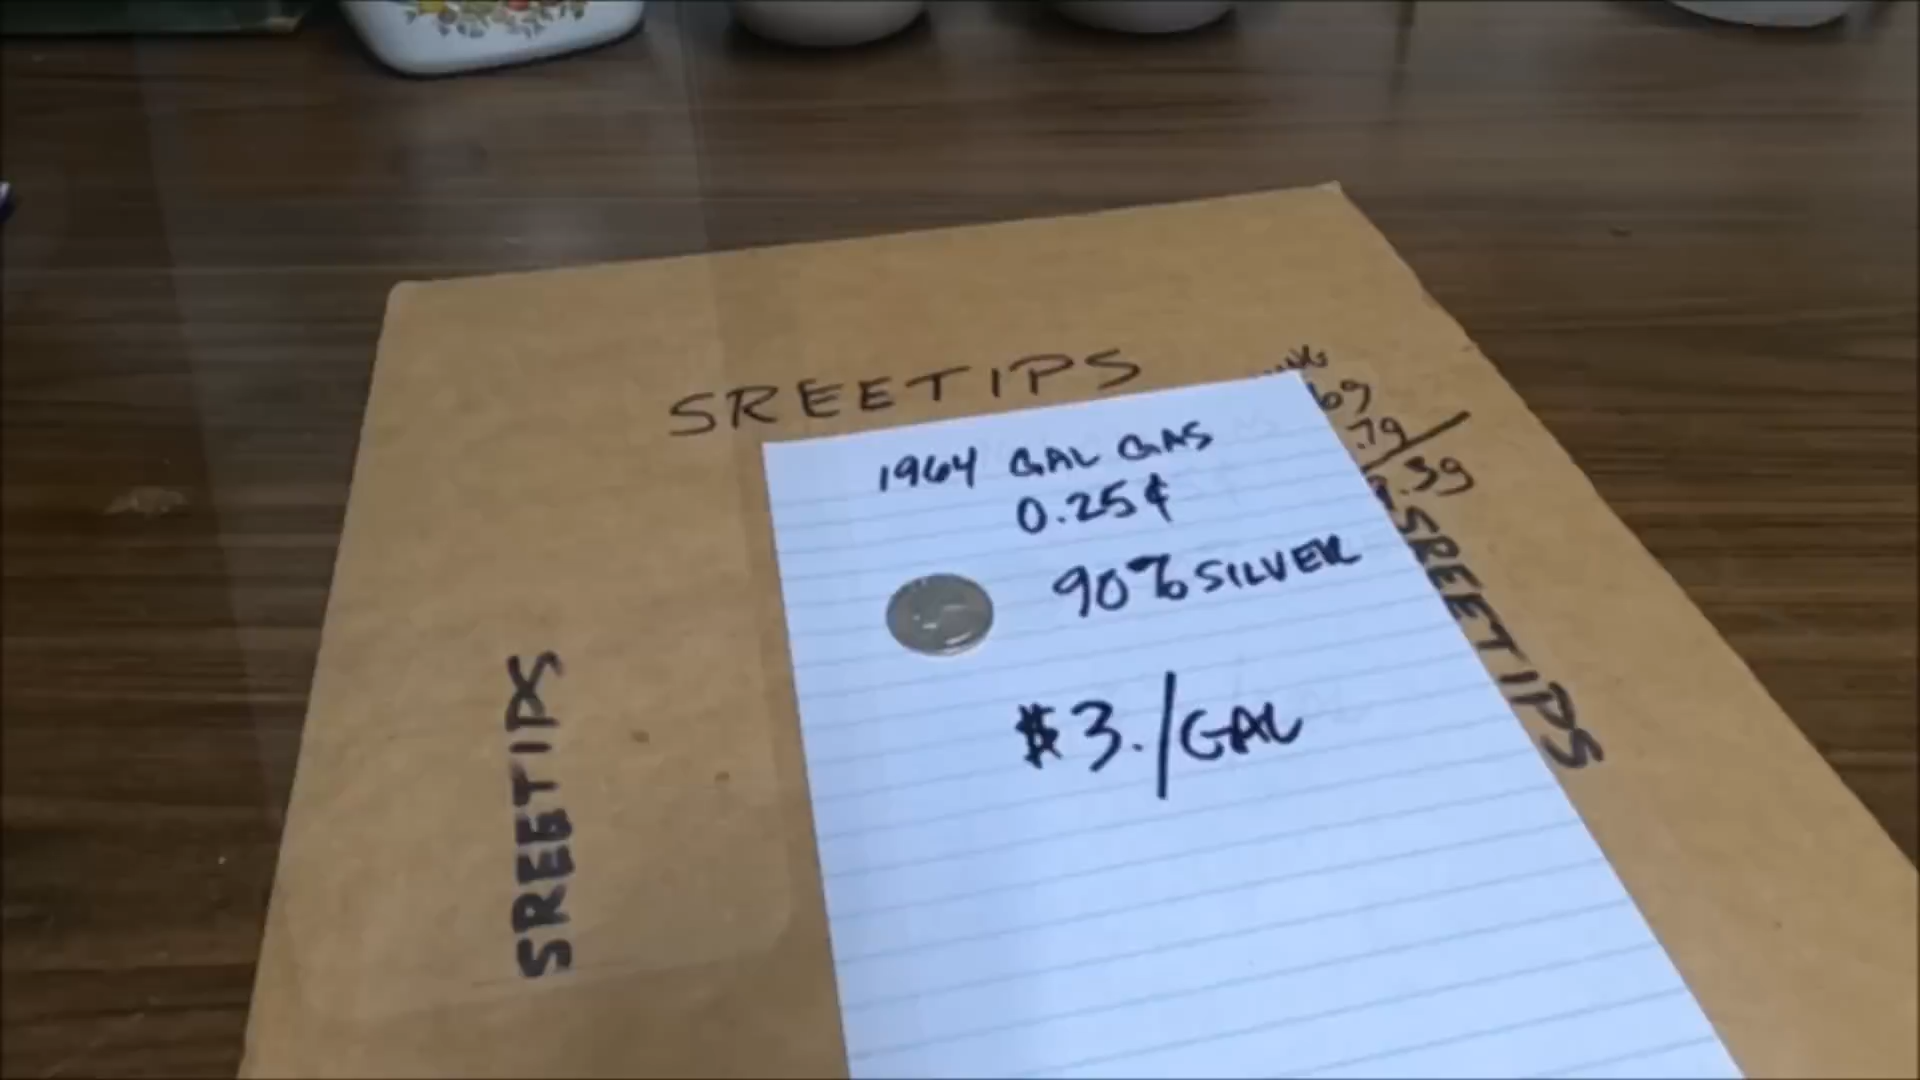 SREETIPS
1964 GAL GAS
0.25¢
90% SILVER
$3./GAL
SREETIPS
SREETIPS